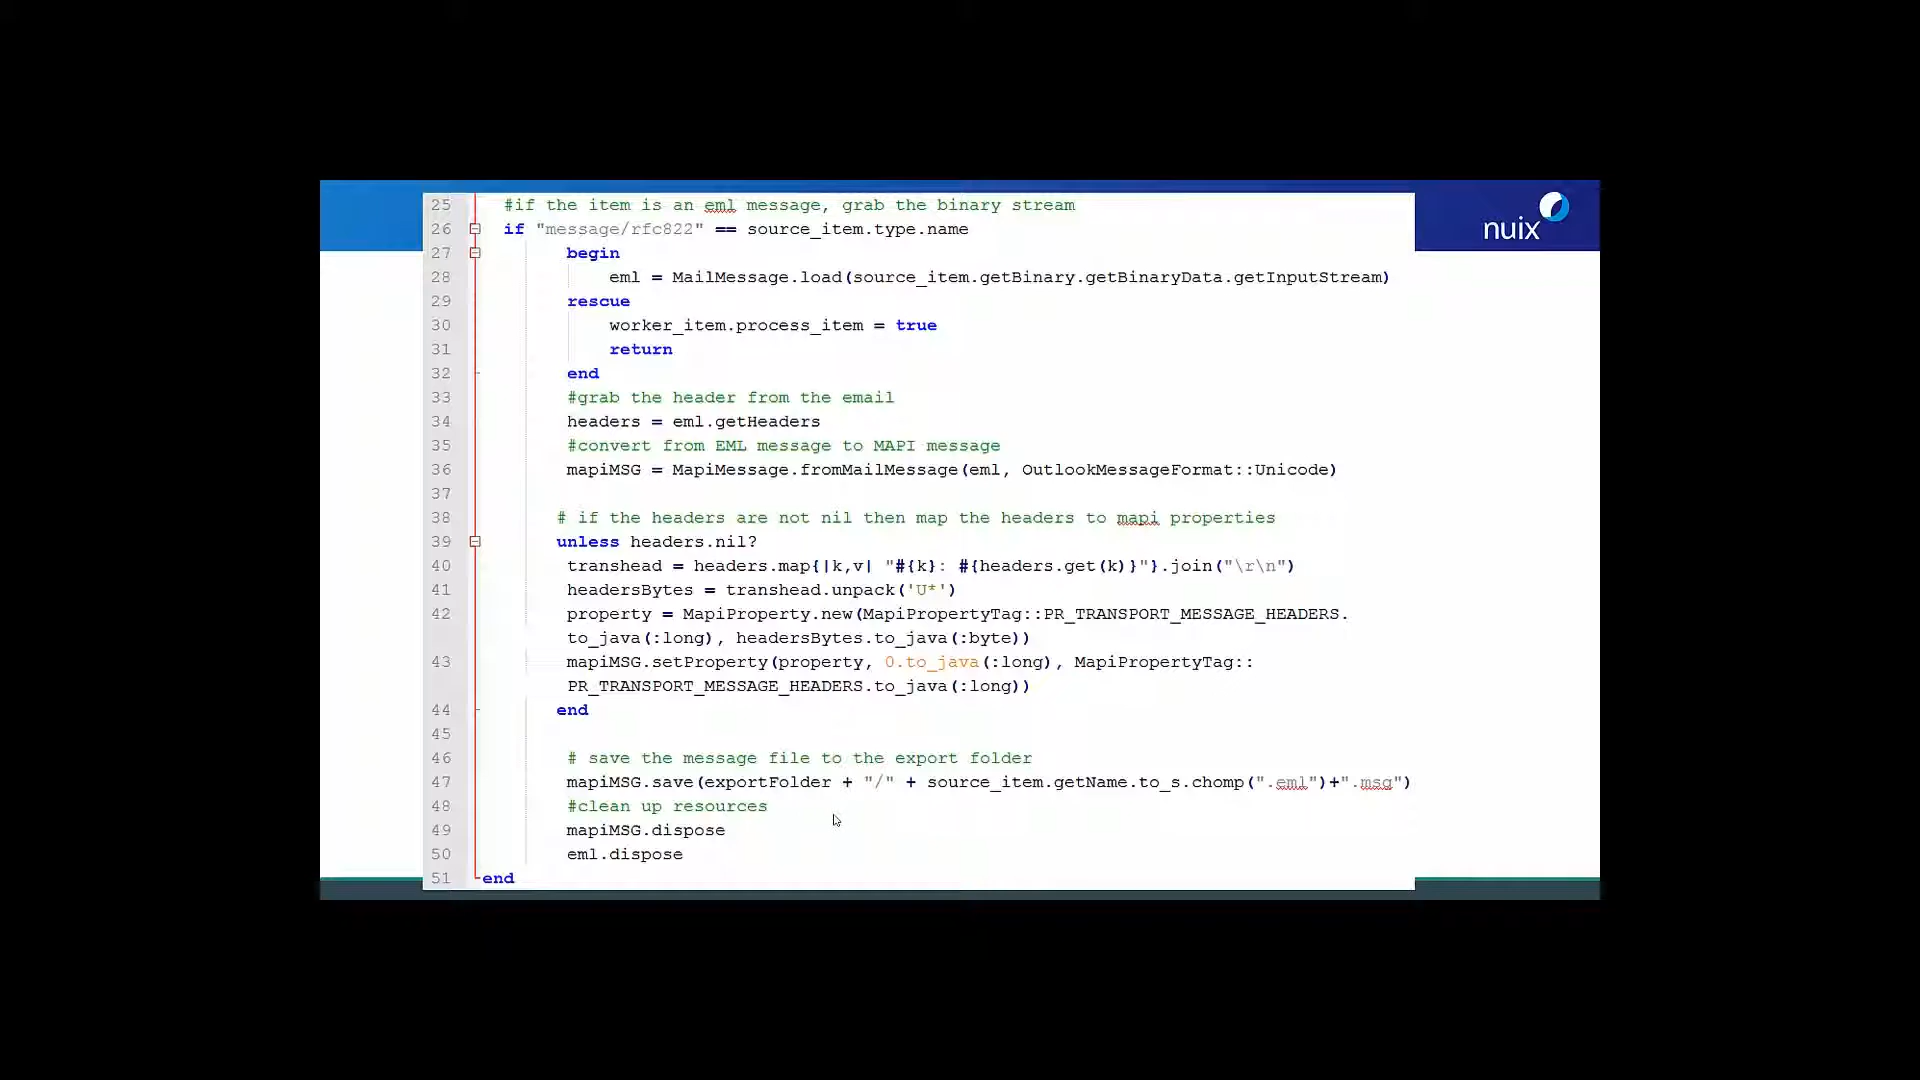 25 #if the item is an eml message, grab the binary stream
26 if "message/rfc822" == source_item.type.name
27 begin
28 eml = MailMessage.load(source_item.getBinary.getBinaryData.getInputStream)
29 rescue
30 worker_item.process_item = true
31 return
32 end
33 #grab the header from the email
34 headers = eml.getHeaders
35 #convert from EML message to MAPI message
36 mapiMSG = MapiMessage.fromMailMessage(eml, OutlookMessageFormat::Unicode)
37
38 # if the headers are not nil then map the headers to mapi properties
39 unless headers.nil?
40 transhead = headers.map{|k,v| "#{k}: #{headers.get(k)}"}.join("\r\n")
41 headersBytes = transhead.unpack('U*')
42 property = MapiProperty.new(MapiPropertyTag::PR_TRANSPORT_MESSAGE_HEADERS.
to_java(:long), headersBytes.to_java(:byte))
43 mapiMSG.setProperty(property, 0.to_java(:long), MapiPropertyTag::
PR_TRANSPORT_MESSAGE_HEADERS.to_java(:long))
44 end
45
46 # save the message file to the export folder
47 mapiMSG.save(exportFolder + "/" + source_item.getName.to_s.chomp(".eml")+".msg")
48 #clean up resources
49 mapiMSG.dispose
50 eml.dispose
51 end
nuix